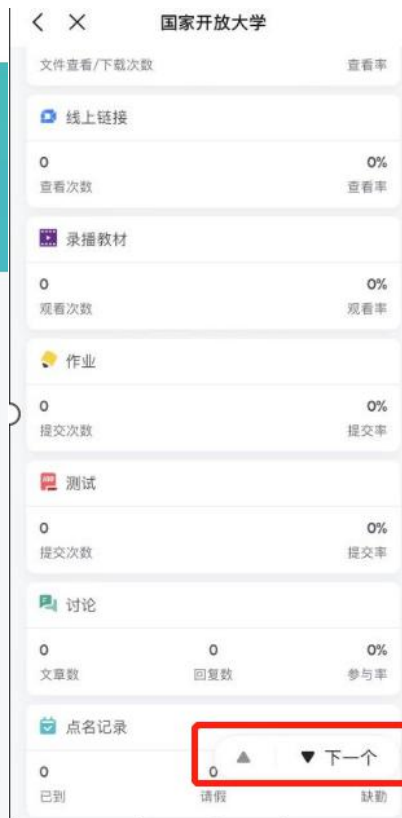 国家开放大学
文件查看/下载次数 查看率
线上链接
0 0%
查看次数 查看率
录播教材
0 0%
观看次数 观看率
作业
0 0%
提交次数 提交率
测试
0 0%
提交次数 提交率
讨论
0 0 0%
文章数 回复数 参与率
点名记录
▲ ▼ 下一个
0 0
已到 请假 缺勤